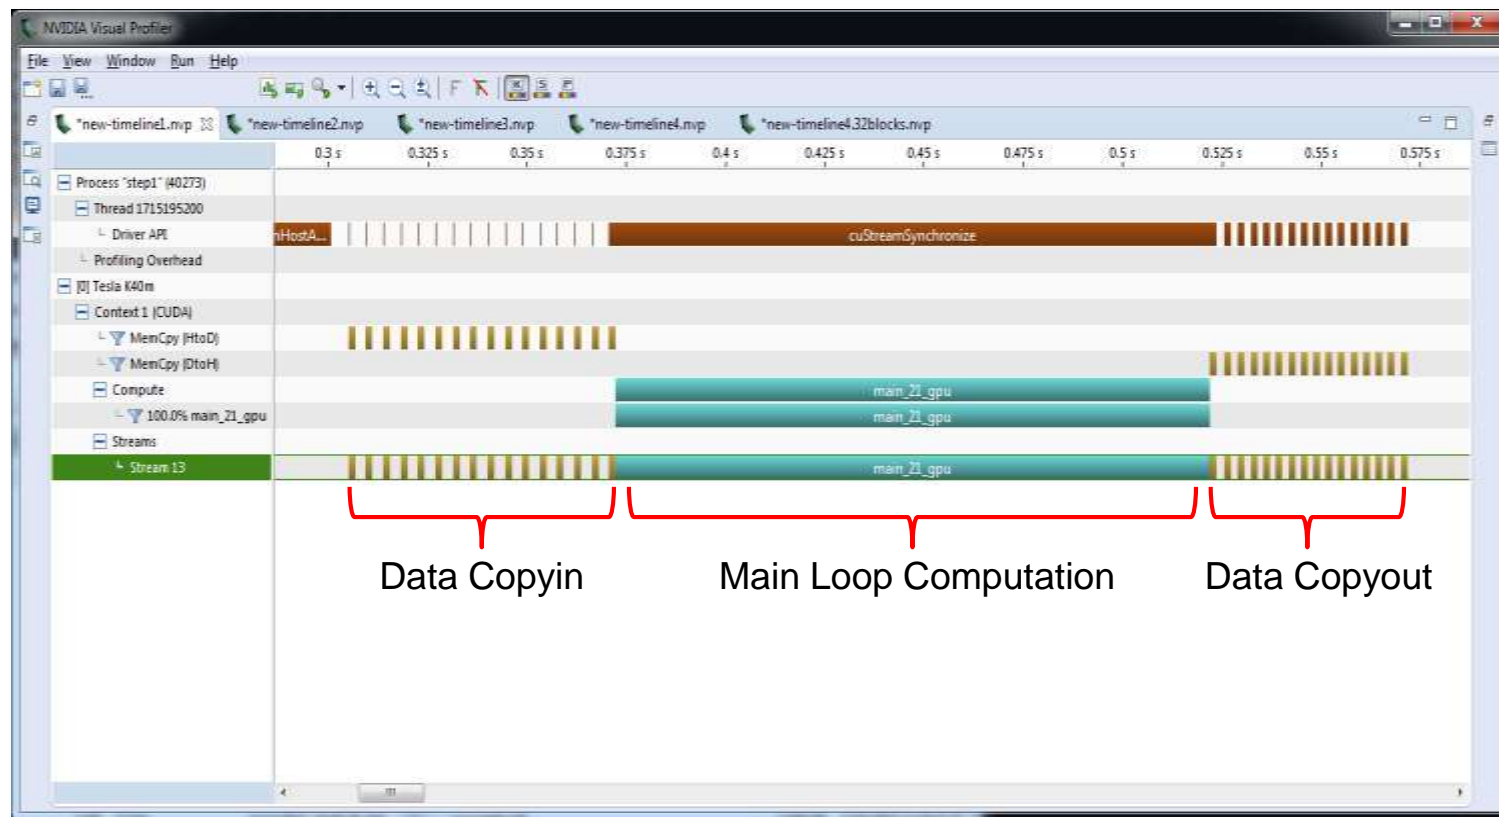 NVIDIA Visual Profiler
File View Window Run Help
*new-timeline1.nvp *new-timeline2.nvp *new-timeline3.nvp *new-timeline4.nvp *new-timeline4.32blocks.nvp
0.3 s 0.325 s 0.35 s 0.375 s 0.4 s 0.425 s 0.45 s 0.475 s 0.5 s 0.525 s 0.55 s 0.575 s
Process "step1" (40273)
Thread 1715195200
Driver API nHostA... cuStreamSynchronize
Profiling Overhead
[0] Tesla K40m
Context 1 (CUDA)
MemCpy (HtoD)
MemCpy (DtoH)
Compute main_21_gpu
100.0% main_21_gpu main_21_gpu
Streams
Stream 13 main_21_gpu
Data Copyin Main Loop Computation Data Copyout